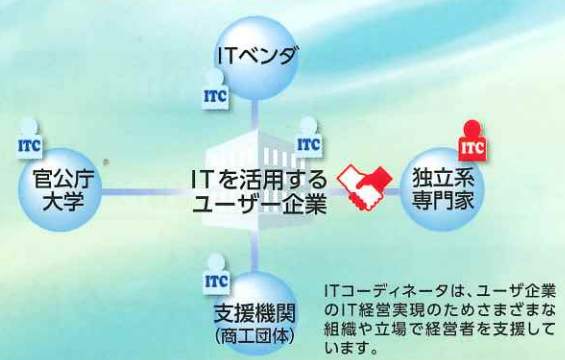 ITベンダ
ITC
ITC
ITC
ITC
官公庁
大学
ITを活用する
ユーザー企業
独立系
専門家
ITC
支援機関
(商工団体)
ITコーディネータは、ユーザ企業
のIT経営実現のためさまざまな
組織や立場で経営者を支援して
います。